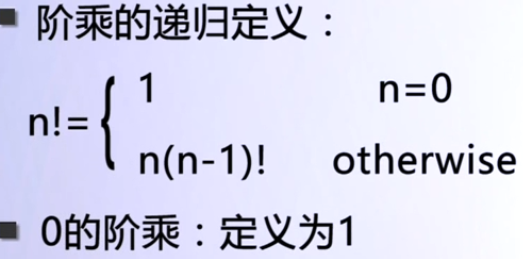 阶乘的递归定义：
1 n=0
n!=
n(n-1)! otherwise
0的阶乘：定义为1